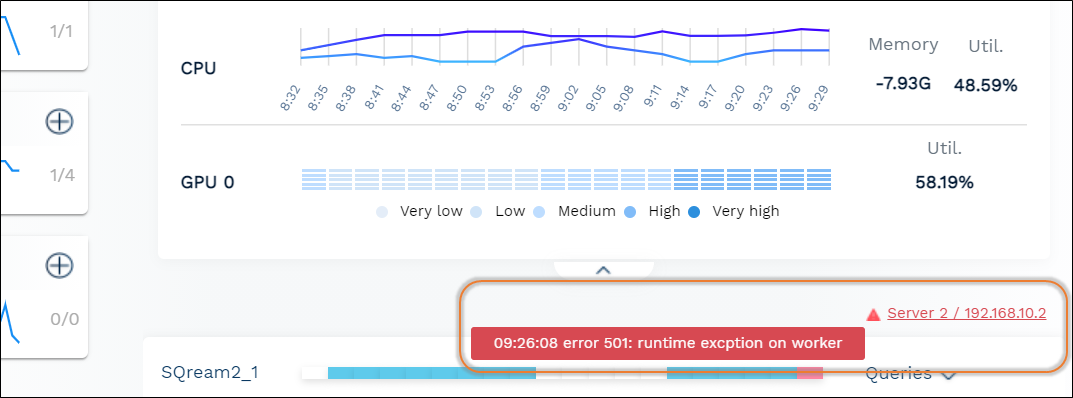 1/1
1/4
0/0
Memory
Util.
CPU
-7.93G
48.59%
8:32 8:35 8:38 8:41 8:44 8:47 8:50 8:53 8:56 8:59 9:02 9:05 9:08 9:11 9:14 9:17 9:20 9:23 9:26 9:29
Util.
GPU 0
58.19%
Very low Low Medium High Very high
Server 2 / 192.168.10.2
09:26:08 error 501: runtime excption on worker
SQream2_1
Queries